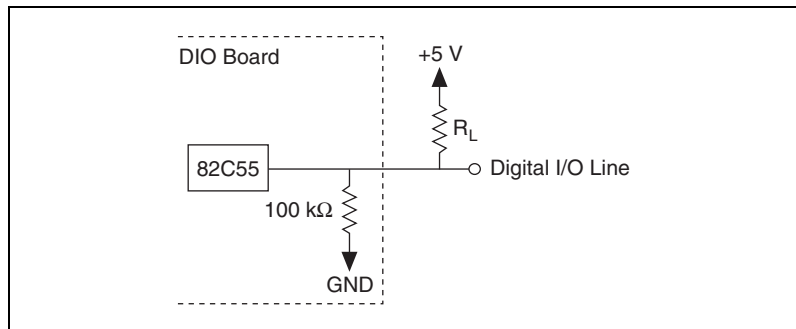 DIO Board
+5 V
R_L
82C55
Digital I/O Line
100 kΩ
GND